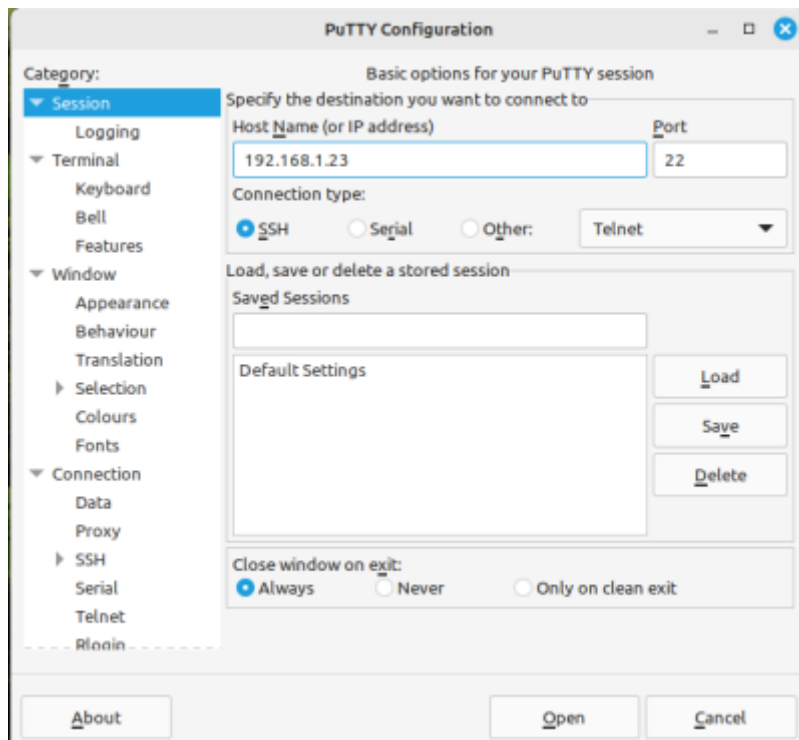 PuTTY Configuration
Category:
Session
Logging
Terminal
Keyboard
Bell
Features
Window
Appearance
Behaviour
Translation
Selection
Colours
Fonts
Connection
Data
Proxy
SSH
Serial
Telnet
Rlogin
Basic options for your PuTTY session
Specify the destination you want to connect to
Host Name (or IP address) Port
192.168.1.23 22
Connection type:
SSH Serial Other: Telnet
Load, save or delete a stored session
Saved Sessions
Default Settings
Load
Save
Delete
Close window on exit:
Always Never Only on clean exit
About Open Cancel